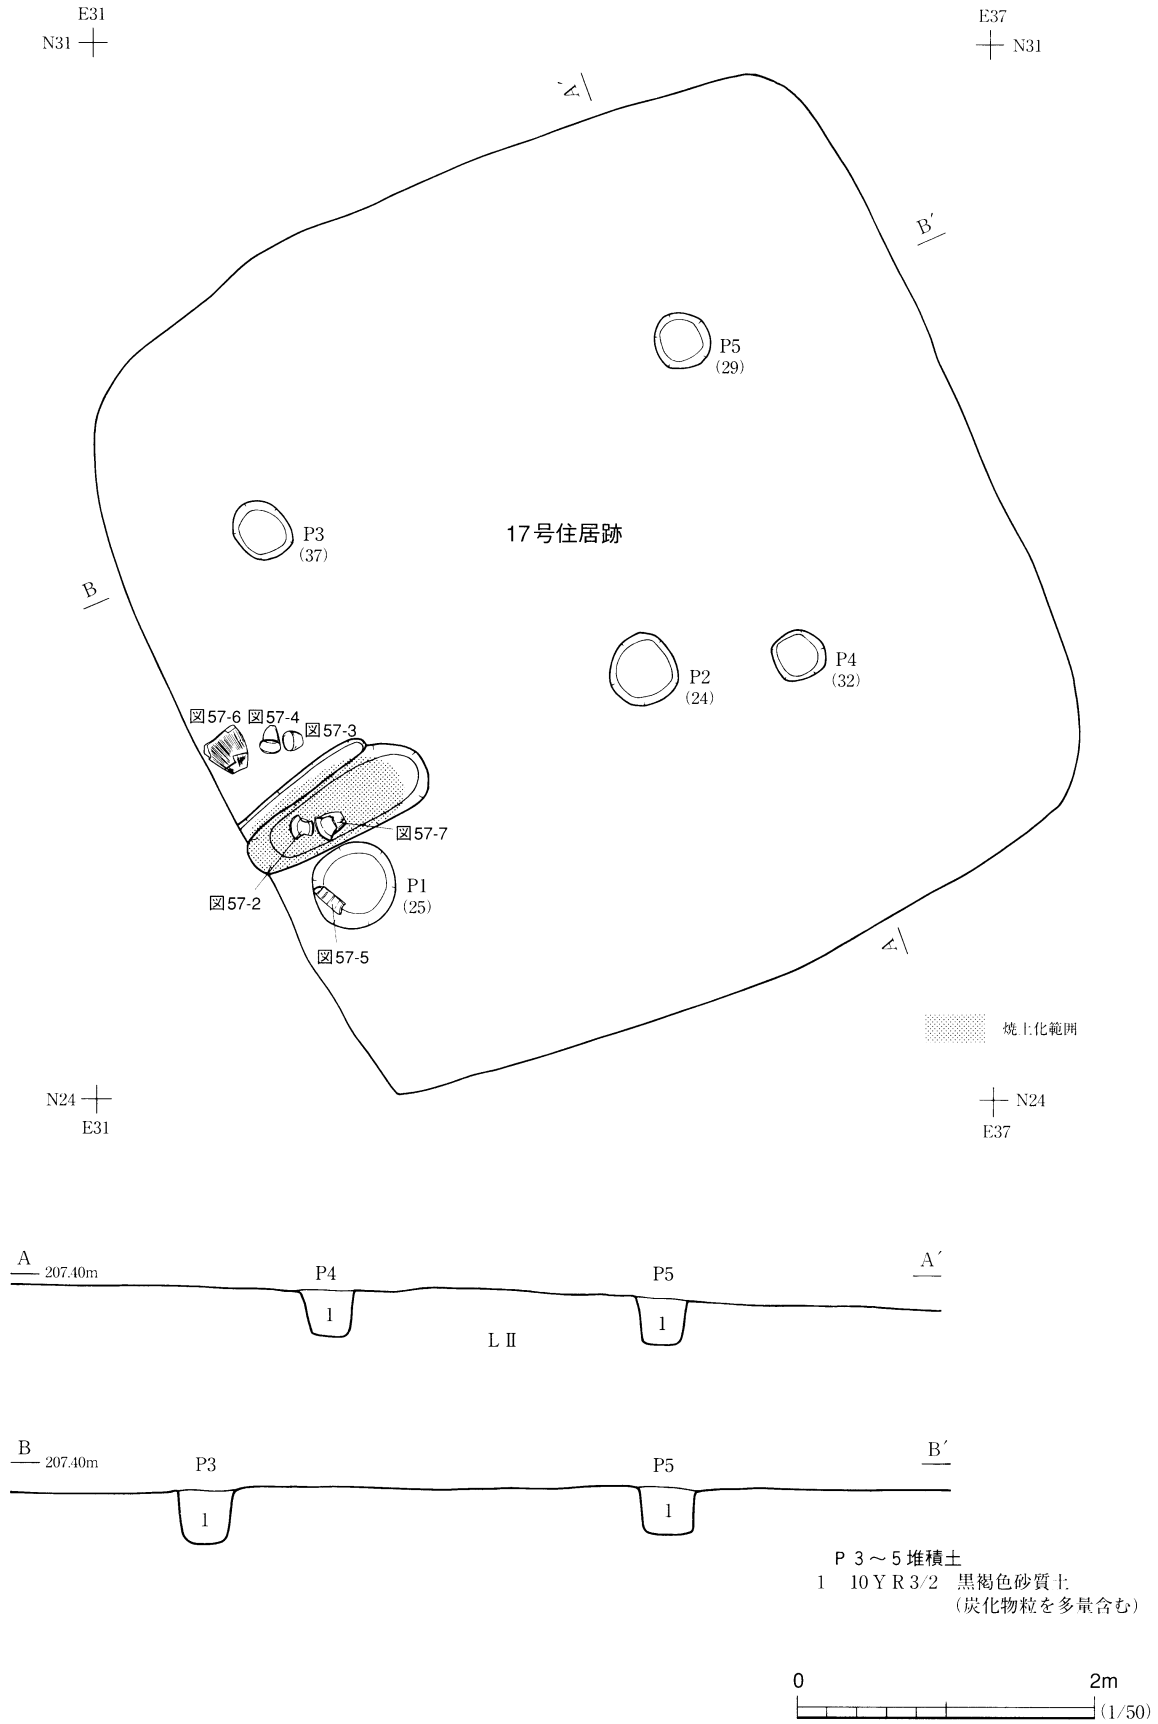 E31
N31
E37
N31
A′
B′
P5
(29)
P3
(37)
17号住居跡
B
P2
(24)
P4
(32)
図57-6
図57-4
図57-3
図57-7
図57-2
P1
(25)
図57-5
A
焼土化範囲
N24
E31
N24
E37
A
207.40m
P4
P5
A′
1
1
LⅡ
B
207.40m
P3
P5
B′
1
1
P 3～5堆積土
1 10YR3/2 黒褐色砂質土
(炭化物粒を多量含む)
0
2m
(1/50)